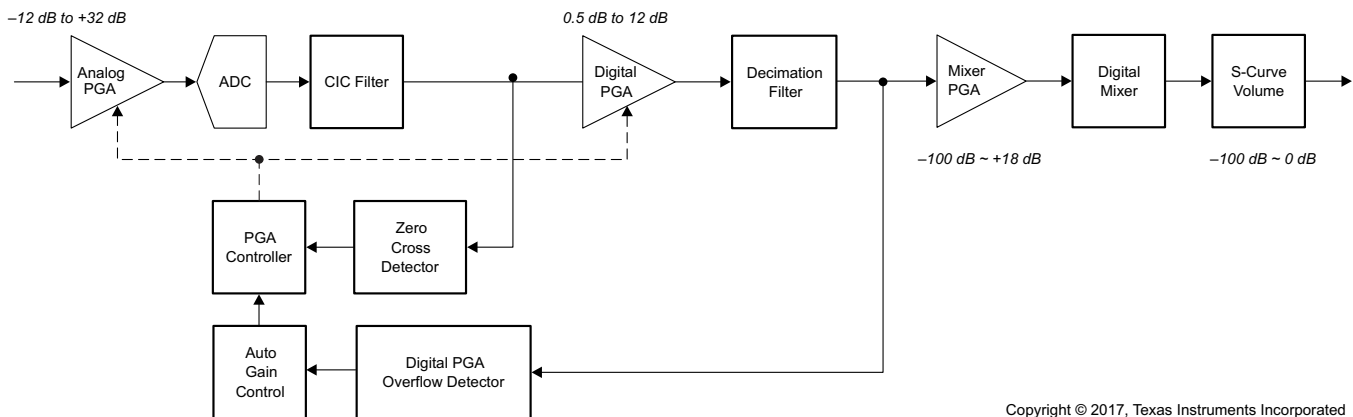 –12 dB to +32 dB
0.5 dB to 12 dB
Analog
PGA
ADC
CIC Filter
Digital
PGA
Decimation
Filter
Mixer
PGA
Digital
Mixer
S-Curve
Volume
–100 dB ~ +18 dB
–100 dB ~ 0 dB
PGA
Controller
Zero
Cross
Detector
Auto
Gain
Control
Digital PGA
Overflow Detector
Copyright © 2017, Texas Instruments Incorporated